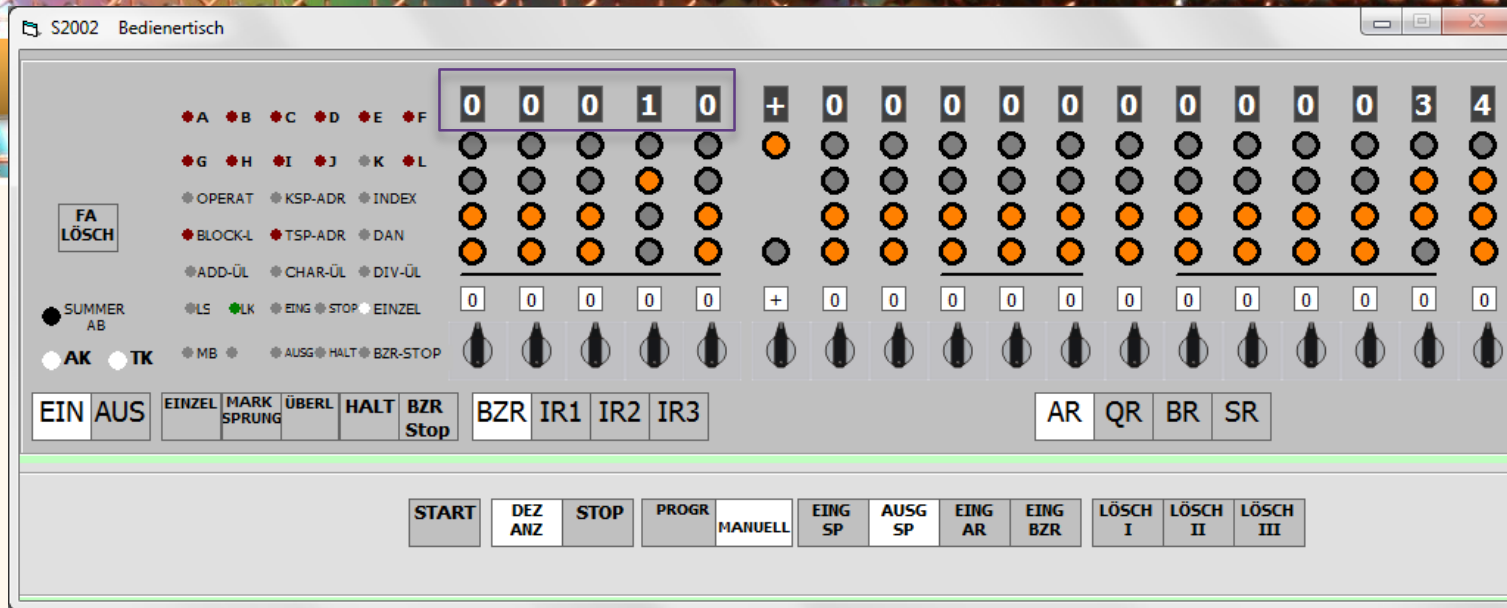 S2002 Bedienertisch
0 0 0 1 0 + 0 0 0 0 0 0 0 0 0 0 3 4
A B C D E F
G H I J K L
OPERAT KSP-ADR INDEX
FA
LÖSCH
BLOCK-L TSP-ADR DAN
ADD-ÜL CHAR-ÜL DIV-ÜL
0 0 0 0 0 + 0 0 0 0 0 0 0 0 0 0 0 0
SUMMER
AB
LS LK EING STOP EINZEL
AK TK
MB AUSG HALT BZR-STOP
EIN AUS
EINZEL
MARK
SPRUNG
ÜBERL
HALT
BZR
Stop
BZR IR1 IR2 IR3
AR QR BR SR
START
DEZ
ANZ
STOP
PROGR
MANUELL
EING
SP
AUSG
SP
EING
AR
EING
BZR
LÖSCH
I
LÖSCH
II
LÖSCH
III